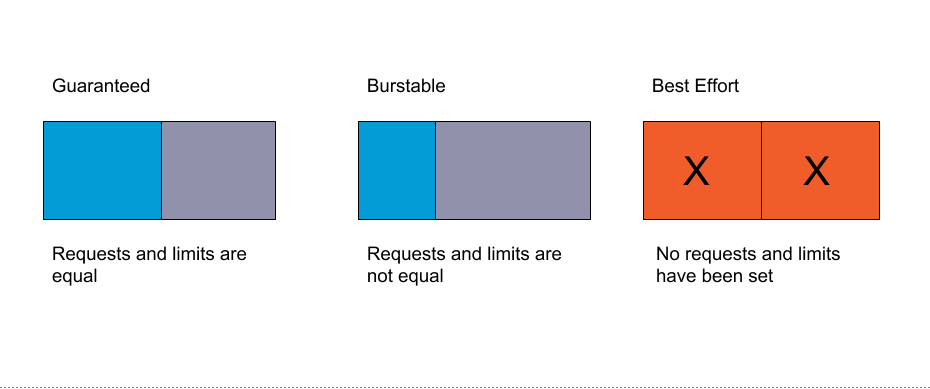 Guaranteed
Burstable
Best Effort
X
X
Requests and limits are
equal
Requests and limits are
not equal
No requests and limits
have been set